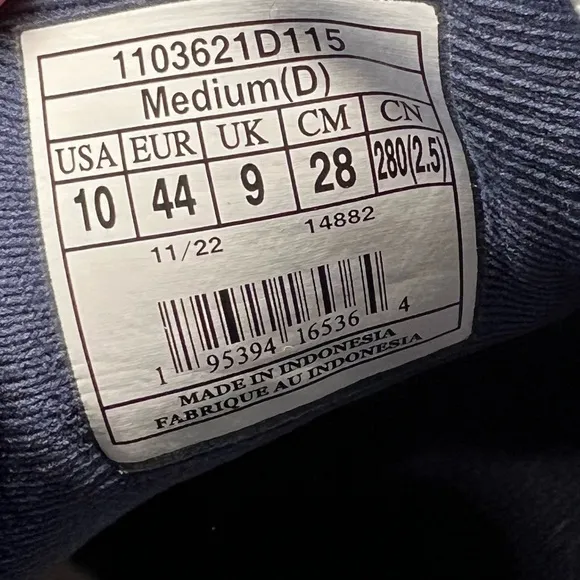 1103621D115
Medium(D)
USA EUR UK CM CN
10 44 9 28 280(2.5)
11/22 14882
1 95394 16536 4
MADE IN INDONESIA
FABRIQUE AU INDONESIA